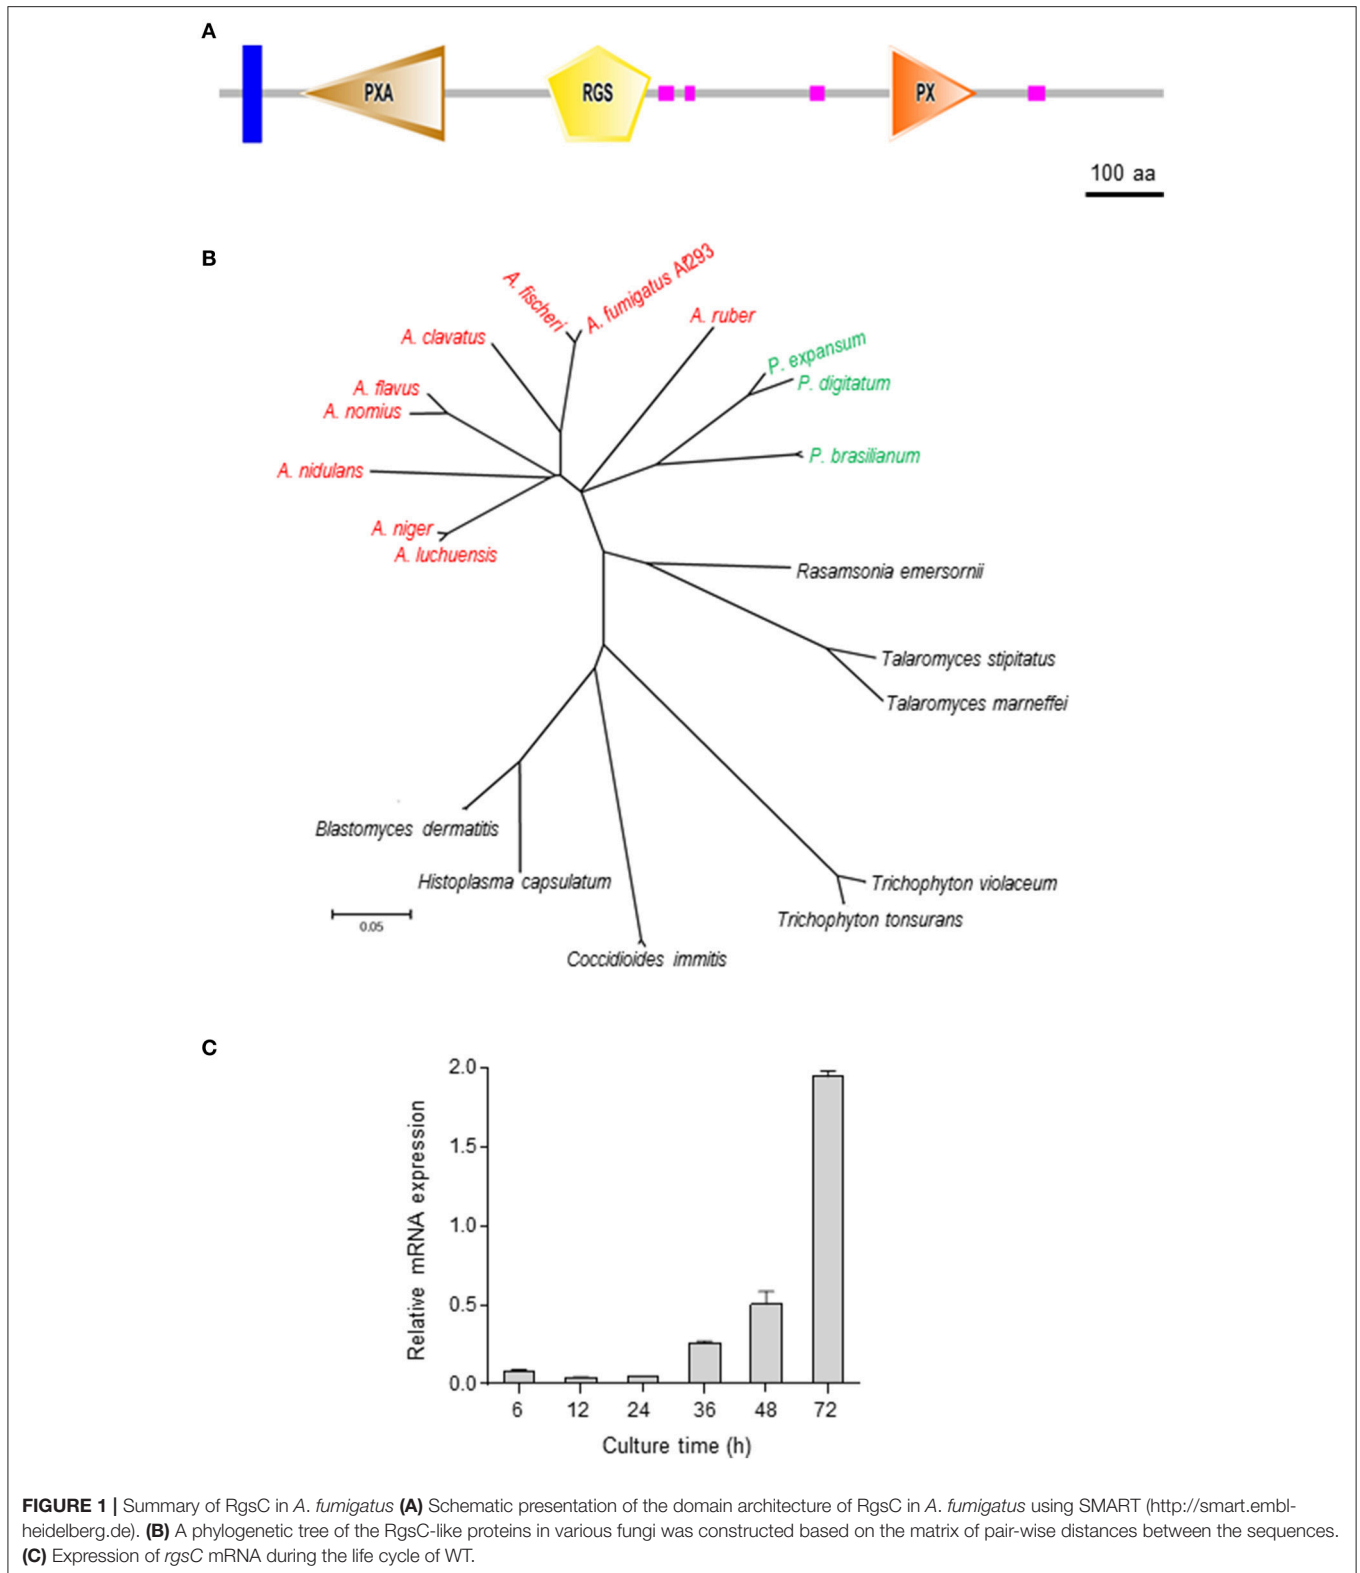 A
PXA
RGS
PX
100 aa
B
A. fischeri
A. fumigatus Af293
A. ruber
A. clavatus
P. expansum
P. digitatum
A. flavus
A. nomius
P. brasilianum
A. nidulans
A. niger
A. luchuensis
Rasamsonia emersornii
Talaromyces stipitatus
Talaromyces marneffei
Blastomyces dermatitis
Histoplasma capsulatum
Trichophyton violaceum
Trichophyton tonsurans
0.05
Coccidioides immitis
C
Relative mRNA expression
2.0
1.5
1.0
0.5
0.0
6 12 24 36 48 72
Culture time (h)
FIGURE 1 | Summary of RgsC in A. fumigatus (A) Schematic presentation of the domain architecture of RgsC in A. fumigatus using SMART (http://smart.embl-
heidelberg.de). (B) A phylogenetic tree of the RgsC-like proteins in various fungi was constructed based on the matrix of pair-wise distances between the sequences.
(C) Expression of rgsC mRNA during the life cycle of WT.